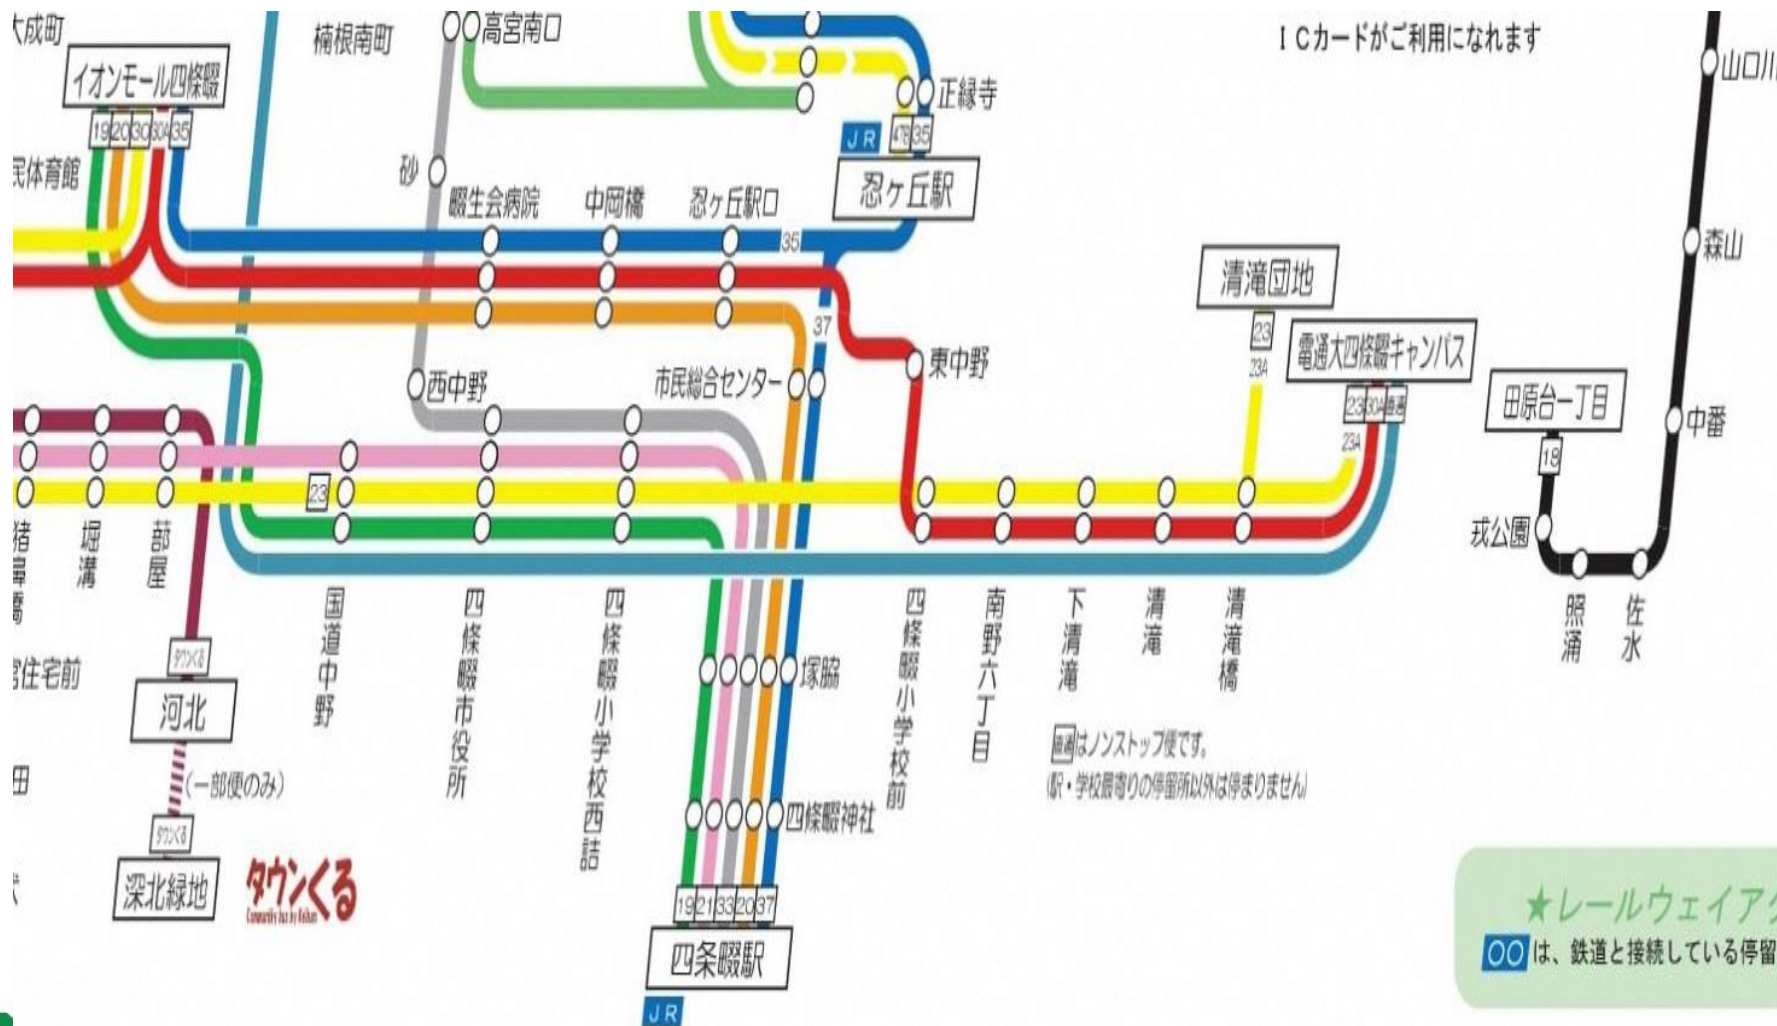 大成町
楠根南町
高宮南口
ICカードがご利用になれます
イオンモール四條畷
19 20 30 30A 35
民体育館
砂
畷生会病院
中岡橋
忍ヶ丘駅口
35
正縁寺
JR
47B 35
忍ヶ丘駅
山口川
森山
中番
清滝団地
23
23A
電通大四條畷キャンパス
23 30A 直通
23A
田原台一丁目
18
戎公園
照涌
佐水
37
東中野
西中野
市民総合センター
23
堀溝
蔀屋
国道中野
四條畷市役所
四條畷小学校西詰
四條畷小学校前
南野六丁目
下清滝
清滝
清滝橋
塚脇
四條畷神社
直通はノンストップ便です。
(駅・学校最寄りの停留所以外は停まりません)
住宅前
タウンくる
河北
(一部便のみ)
タウンくる
深北緑地
タウンくる
19 21 33 20 37
四条畷駅
JR
★レールウェイア
〇〇は、鉄道と接続している停留